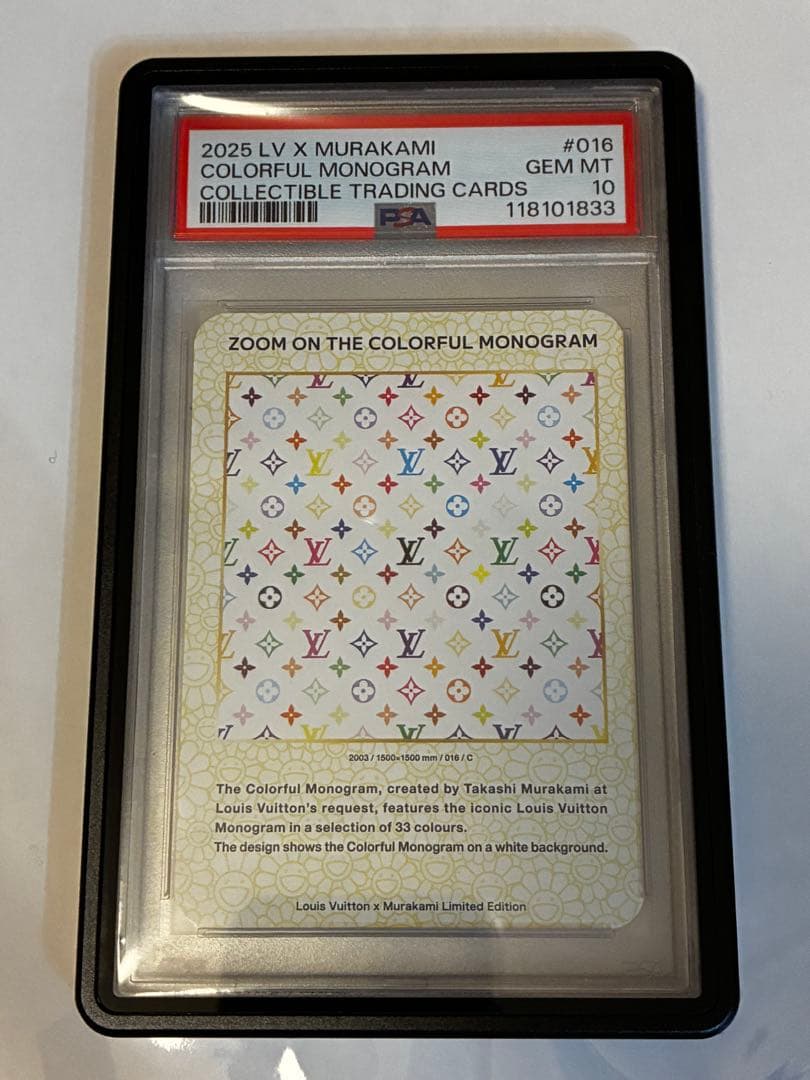 2025 LV X MURAKAMI #016
COLORFUL MONOGRAM GEM MT
COLLECTIBLE TRADING CARDS 10
PSA 118101833
ZOOM ON THE COLORFUL MONOGRAM
2003 / 1500×1500 mm / 016 / C
The Colorful Monogram, created by Takashi Murakami at
Louis Vuitton's request, features the iconic Louis Vuitton
Monogram in a selection of 33 colours.
The design shows the Colorful Monogram on a white background.
Louis Vuitton x Murakami Limited Edition